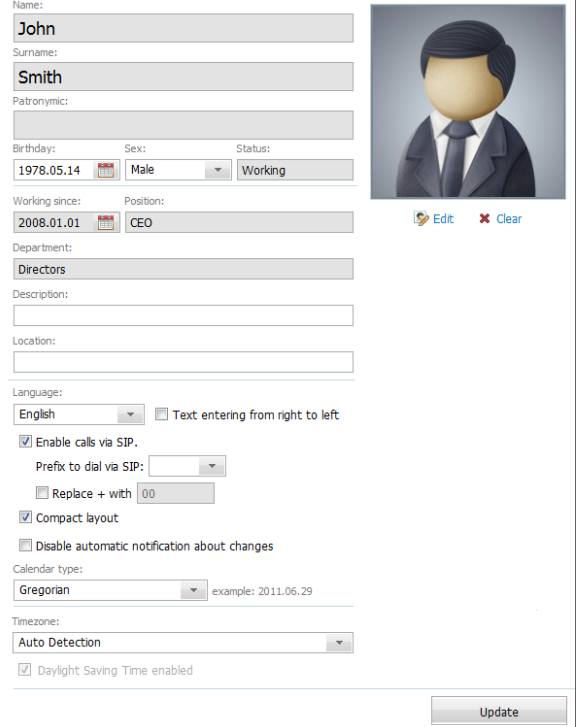 Name:
John
Surname:
Smith
Patronymic:
Birthday: Sex: Status:
1978.05.14 Male Working
Working since: Position:
2008.01.01 CEO
Edit Clear
Department:
Directors
Description:
Location:
Language:
English Text entering from right to left
Enable calls via SIP.
Prefix to dial via SIP:
Replace + with 00
Compact layout
Disable automatic notification about changes
Calendar type:
Gregorian example: 2011.06.29
Timezone:
Auto Detection
Daylight Saving Time enabled
Update